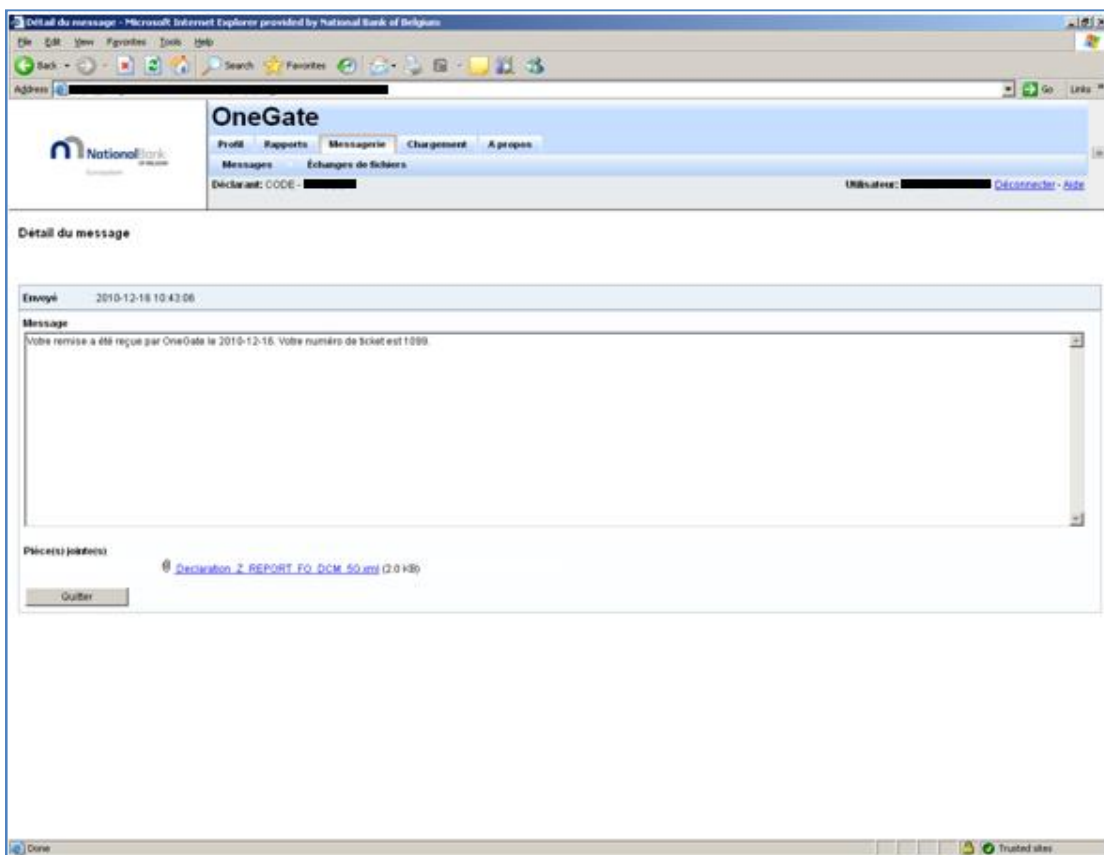 Détail du message - Microsoft Internet Explorer provided by National Bank of Belgium
File Edit View Favorites Tools Help
Back Search Favorites
Address Go Links
OneGate
NationalBank
OF BELGIUM
Eurosystem
Profil Rapports Messagerie Chargement A propos
Messages Échanges de fichiers
Déclarant: CODE - Utilisateur: Déconnecter - Aide
Détail du message
Envoyé 2010-12-16 10:43:06
Message
Votre remise a été reçue par OneGate le 2010-12-16. Votre numéro de ticket est 1099.
Pièce(s) jointe(s)
Declaration_Z_REPORT_FO_DCM_SO.xml (2.0 kB)
Quitter
Done Trusted sites